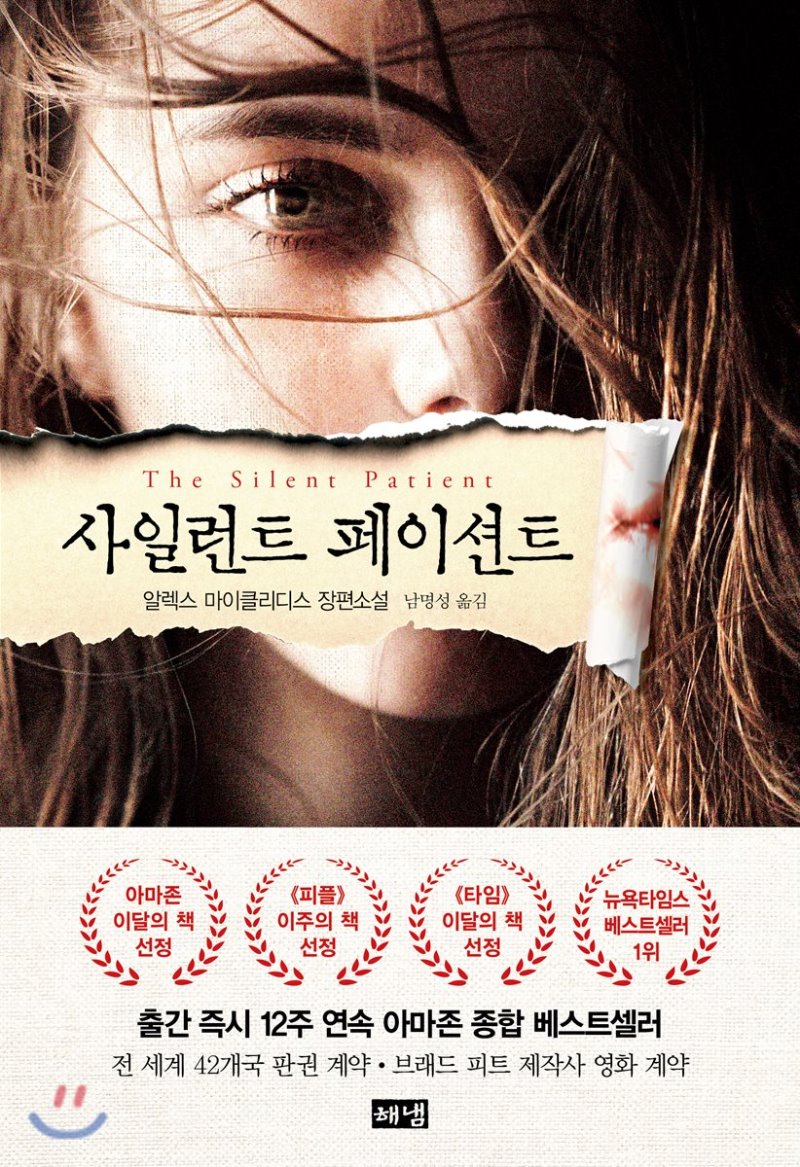 The Silent Patient
사일런트 페이션트
알렉스 마이클리디스 장편소설 남명성 옮김
아마존
이달의 책
선정
《피플》
이주의 책
선정
《타임》
이달의 책
선정
뉴욕타임스
베스트셀러
1위
출간 즉시 12주 연속 아마존 종합 베스트셀러
전 세계 42개국 판권 계약 • 브래드 피트 제작사 영화 계약
해냄